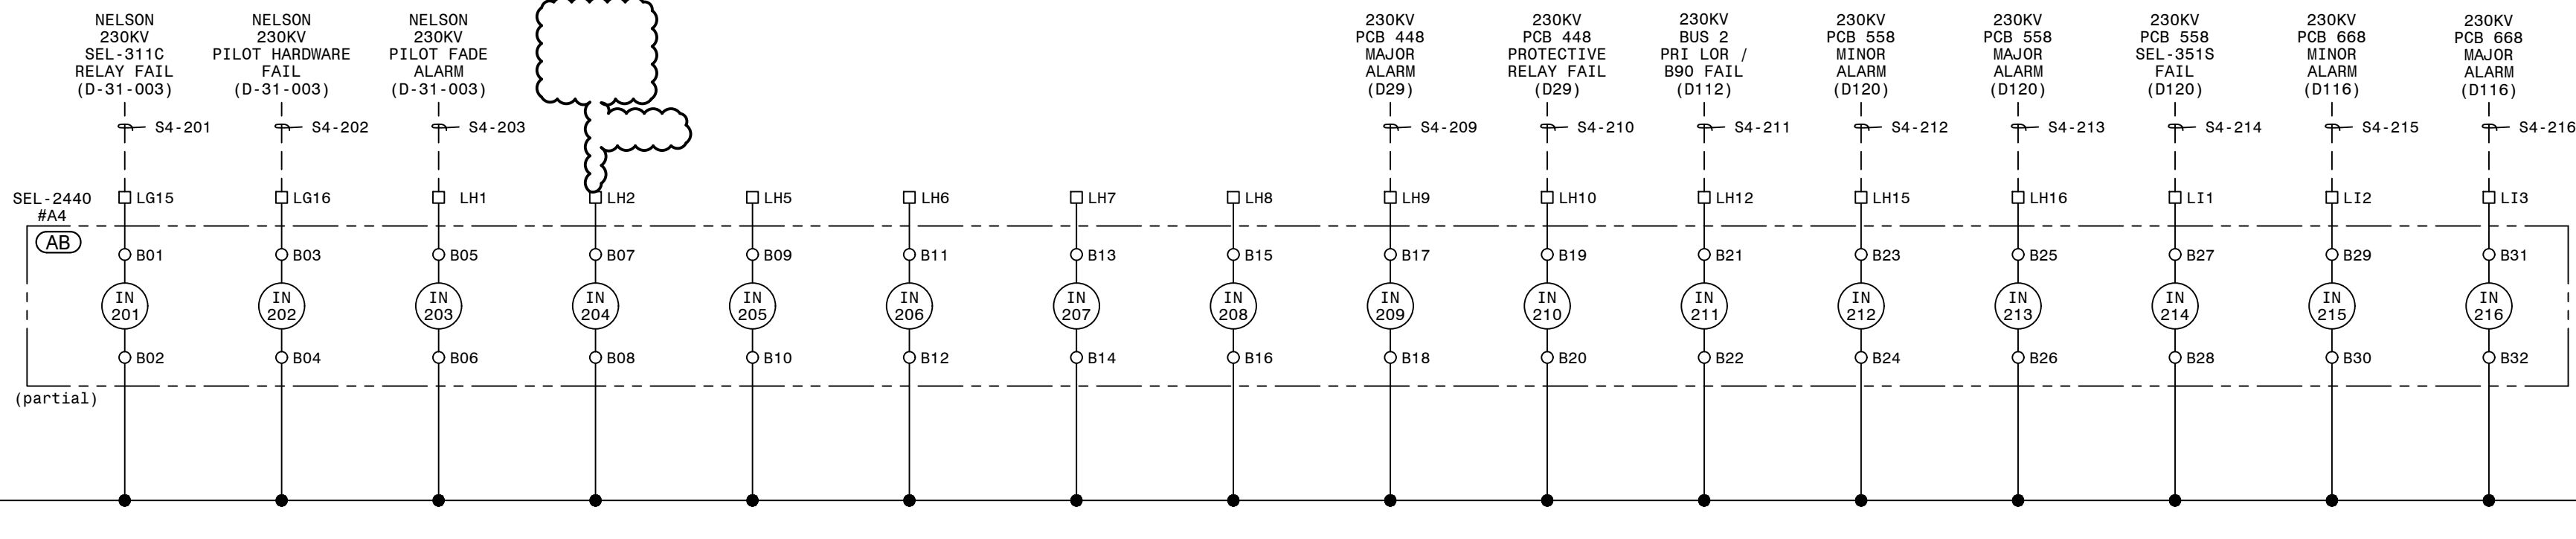 NELSON
230KV
SEL-311C
RELAY FAIL
(D-31-003)
NELSON
230KV
PILOT HARDWARE
FAIL
(D-31-003)
NELSON
230KV
PILOT FADE
ALARM
(D-31-003)
230KV
PCB 448
MAJOR
ALARM
(D29)
230KV
PCB 448
PROTECTIVE
RELAY FAIL
(D29)
230KV
BUS 2
PRI LOR /
B90 FAIL
(D112)
230KV
PCB 558
MINOR
ALARM
(D120)
230KV
PCB 558
MAJOR
ALARM
(D120)
230KV
PCB 558
SEL-351S
FAIL
(D120)
230KV
PCB 668
MINOR
ALARM
(D116)
230KV
PCB 668
MAJOR
ALARM
(D116)
S4-201 S4-202 S4-203 S4-209 S4-210 S4-211 S4-212 S4-213 S4-214 S4-215 S4-216
SEL-2440
#A4
LG15 LG16 LH1 LH2 LH5 LH6 LH7 LH8 LH9 LH10 LH12 LH15 LH16 LI1 LI2 LI3
AB
B01 B03 B05 B07 B09 B11 B13 B15 B17 B19 B21 B23 B25 B27 B29 B31
IN IN IN IN IN IN IN IN IN IN IN IN IN IN IN IN
201 202 203 204 205 206 207 208 209 210 211 212 213 214 215 216
B02 B04 B06 B08 B10 B12 B14 B16 B18 B20 B22 B24 B26 B28 B30 B32
(partial)